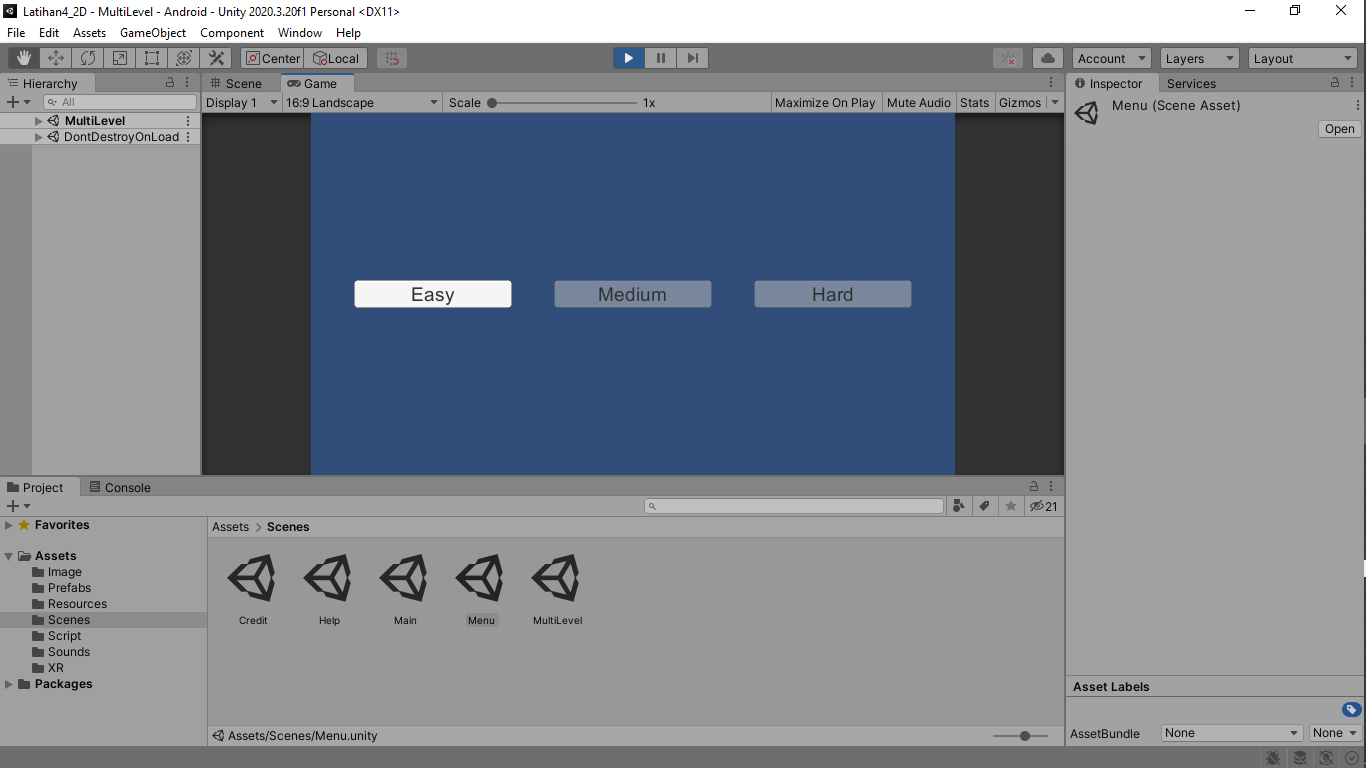 Latihan4_2D - MultiLevel - Android - Unity 2020.3.20f1 Personal <DX11>
File Edit Assets GameObject Component Window Help
Center Local Account Layers Layout
Hierarchy Scene Game Inspector Services
All Display 1 16:9 Landscape Scale 1x Maximize On Play Mute Audio Stats Gizmos Menu (Scene Asset)
MultiLevel
Open
DontDestroyOnLoad
Easy Medium Hard
Project Console
21
Favorites Assets > Scenes
Assets
Image
Prefabs
Resources
Scenes
Script
Sounds
XR
Packages
Credit Help Main Menu MultiLevel
Asset Labels
Assets/Scenes/Menu.unity
AssetBundle None None